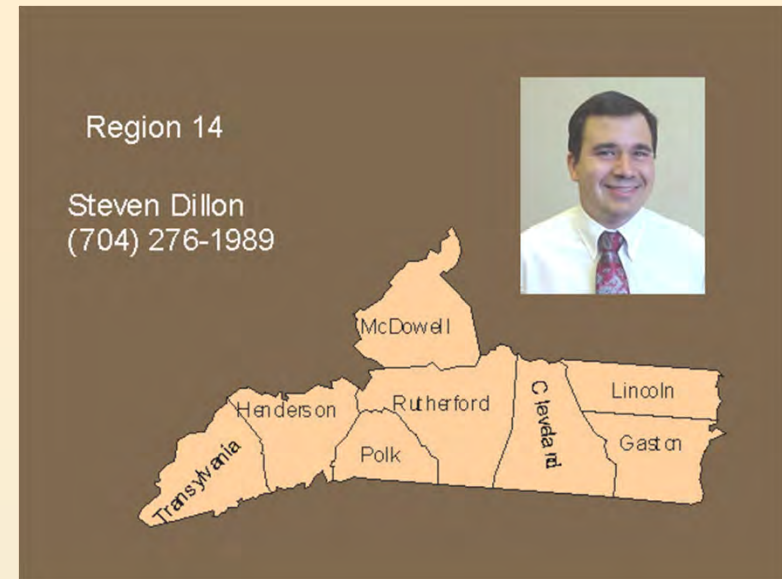 Region 14
Steven Dillon
(704) 276-1989
McDowell
Henderson
Rutherford
Cleveland
Lincoln
Gaston
Polk
Transylvania